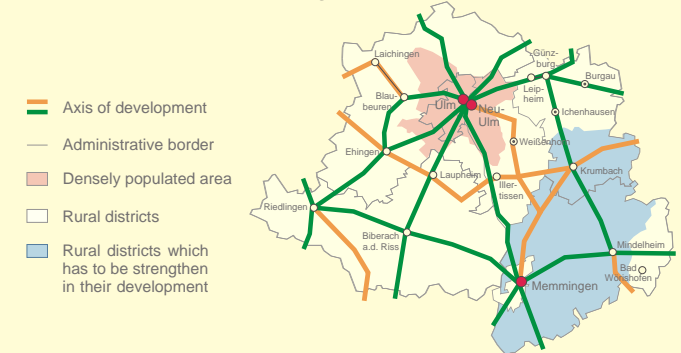 Axis of development
Administrative border
Densely populated area
Rural districts
Rural districts which
has to be strengthen
in their development
Laichingen
Blau-
beuren
Ulm
Neu-
Ulm
Günz-
burg
Leip-
heim
Burgau
Ichenhausen
Weißenhorn
Ehingen
Laupheim
Iller-
tissen
Krumbach
Riedlingen
Biberach
a.d. Riss
Mindelheim
Bad
Wörishofen
Memmingen